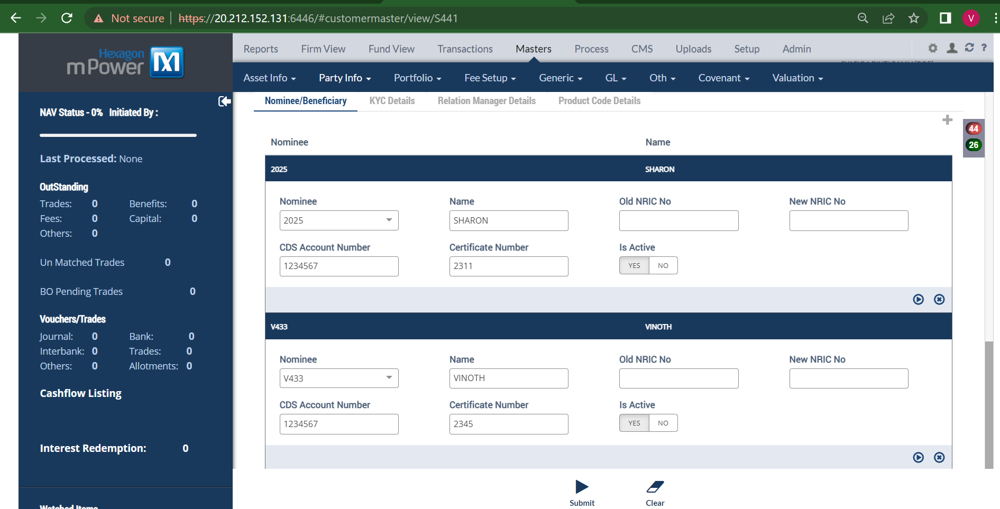 Not secure | https://20.212.152.131:6446/#customermaster/view/S441
V
Hexagon
mPower
Reports Firm View Fund View Transactions Masters Process CMS Uploads Setup Admin ?
Asset Info Party Info Portfolio Fee Setup Generic GL Oth Covenant Valuation
Nominee/Beneficiary KYC Details Relation Manager Details Product Code Details
NAV Status - 0% Initiated By :
Last Processed: None
OutStanding
Trades: 0 Benefits: 0
Fees: 0 Capital: 0
Others: 0
Un Matched Trades 0
BO Pending Trades 0
Vouchers/Trades
Journal: 0 Bank: 0
Interbank: 0 Trades: 0
Others: 0 Allotments: 0
Cashflow Listing
Interest Redemption: 0
Watched Items
44
26
Nominee Name
2025 SHARON
Nominee Name Old NRIC No New NRIC No
2025 SHARON
CDS Account Number Certificate Number Is Active
1234567 2311 YES NO
V433 VINOTH
Nominee Name Old NRIC No New NRIC No
V433 VINOTH
CDS Account Number Certificate Number Is Active
1234567 2345 YES NO
Submit Clear